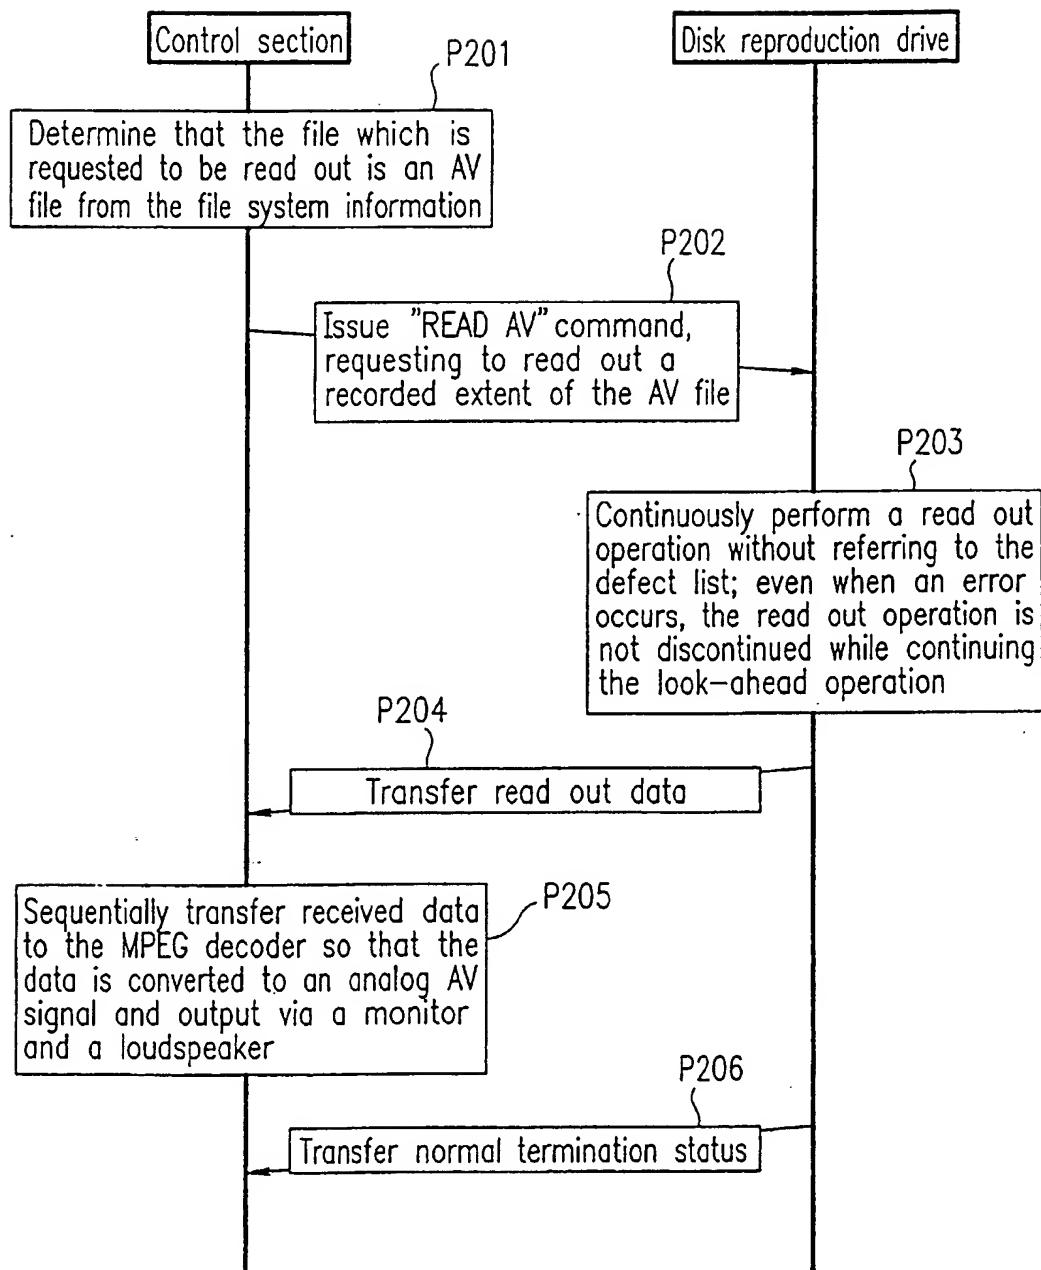 Control section
Disk reproduction drive
P201
Determine that the file which is
requested to be read out is an AV
file from the file system information
P202
Issue "READ AV" command,
requesting to read out a
recorded extent of the AV file
P203
Continuously perform a read out
operation without referring to the
defect list; even when an error
occurs, the read out operation is
not discontinued while continuing
the look-ahead operation
P204
Transfer read out data
P205
Sequentially transfer received data
to the MPEG decoder so that the
data is converted to an analog AV
signal and output via a monitor
and a loudspeaker
P206
Transfer normal termination status